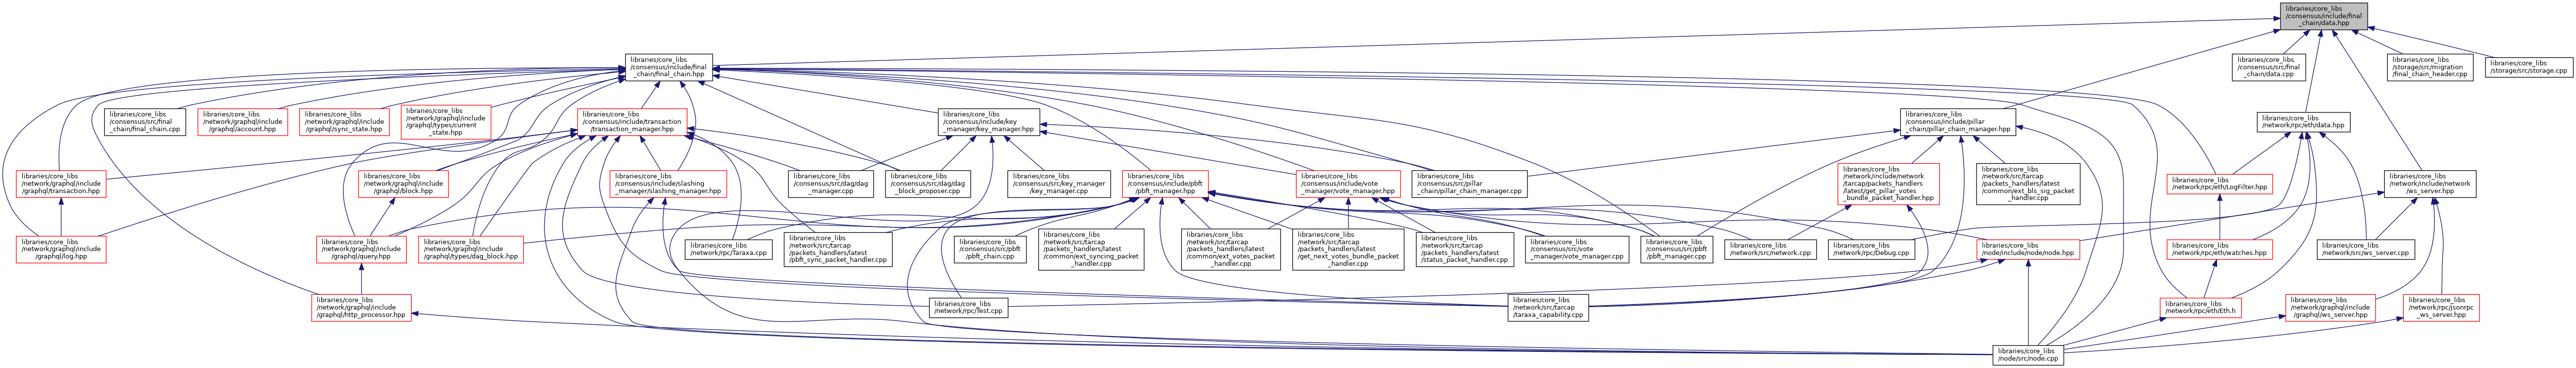 libraries/core_libs
/consensus/include/final
_chain/data.hpp
libraries/core_libs
/consensus/include/final
_chain/final_chain.hpp
libraries/core_libs
/consensus/src/final
_chain/data.cpp
libraries/core_libs
/storage/src/migration
/final_chain_header.cpp
libraries/core_libs
/storage/src/storage.cpp
libraries/core_libs
/consensus/src/final
_chain/final_chain.cpp
libraries/core_libs
/network/graphql/include
/graphql/account.hpp
libraries/core_libs
/network/graphql/include
/graphql/sync_state.hpp
libraries/core_libs
/network/graphql/include
/graphql/types/current
_state.hpp
libraries/core_libs
/consensus/include/transaction
/transaction_manager.hpp
libraries/core_libs
/consensus/include/key
_manager/key_manager.hpp
libraries/core_libs
/consensus/include/pillar
_chain/pillar_chain_manager.hpp
libraries/core_libs
/network/rpc/eth/data.hpp
libraries/core_libs
/network/graphql/include
/graphql/transaction.hpp
libraries/core_libs
/network/graphql/include
/graphql/block.hpp
libraries/core_libs
/consensus/include/slashing
_manager/slashing_manager.hpp
libraries/core_libs
/consensus/src/dag/dag
_manager.cpp
libraries/core_libs
/consensus/src/dag/dag
_block_proposer.cpp
libraries/core_libs
/consensus/src/key_manager
/key_manager.cpp
libraries/core_libs
/consensus/include/pbft
/pbft_manager.hpp
libraries/core_libs
/consensus/include/vote
_manager/vote_manager.hpp
libraries/core_libs
/consensus/src/pillar
_chain/pillar_chain_manager.cpp
libraries/core_libs
/network/include/network
/tarcap/packets_handlers
/latest/get_pillar_votes
_bundle_packet_handler.hpp
libraries/core_libs
/network/src/tarcap
/packets_handlers/latest
/common/ext_bls_sig_packet
_handler.cpp
libraries/core_libs
/network/rpc/eth/LogFilter.hpp
libraries/core_libs
/network/include/network
/ws_server.hpp
libraries/core_libs
/network/graphql/include
/graphql/log.hpp
libraries/core_libs
/network/graphql/include
/graphql/query.hpp
libraries/core_libs
/network/graphql/include
/graphql/types/dag_block.hpp
libraries/core_libs
/network/rpc/Taraxa.cpp
libraries/core_libs
/network/src/tarcap
/packets_handlers/latest
/pbft_sync_packet_handler.cpp
libraries/core_libs
/consensus/src/pbft
/pbft_chain.cpp
libraries/core_libs
/network/src/tarcap
/packets_handlers/latest
/common/ext_syncing_packet
_handler.cpp
libraries/core_libs
/network/src/tarcap
/packets_handlers/latest
/common/ext_votes_packet
_handler.cpp
libraries/core_libs
/network/src/tarcap
/packets_handlers/latest
/get_next_votes_bundle_packet
_handler.cpp
libraries/core_libs
/network/src/tarcap
/packets_handlers/latest
/status_packet_handler.cpp
libraries/core_libs
/consensus/src/vote
_manager/vote_manager.cpp
libraries/core_libs
/consensus/src/pbft
/pbft_manager.cpp
libraries/core_libs
/network/src/network.cpp
libraries/core_libs
/network/rpc/Debug.cpp
libraries/core_libs
/node/include/node/node.hpp
libraries/core_libs
/network/rpc/eth/watches.hpp
libraries/core_libs
/network/src/ws_server.cpp
libraries/core_libs
/network/graphql/include
/graphql/http_processor.hpp
libraries/core_libs
/network/rpc/Test.cpp
libraries/core_libs
/network/src/tarcap
/taraxa_capability.cpp
libraries/core_libs
/network/rpc/eth/Eth.h
libraries/core_libs
/network/graphql/include
/graphql/ws_server.hpp
libraries/core_libs
/network/rpc/jsonrpc
_ws_server.hpp
libraries/core_libs
/node/src/node.cpp